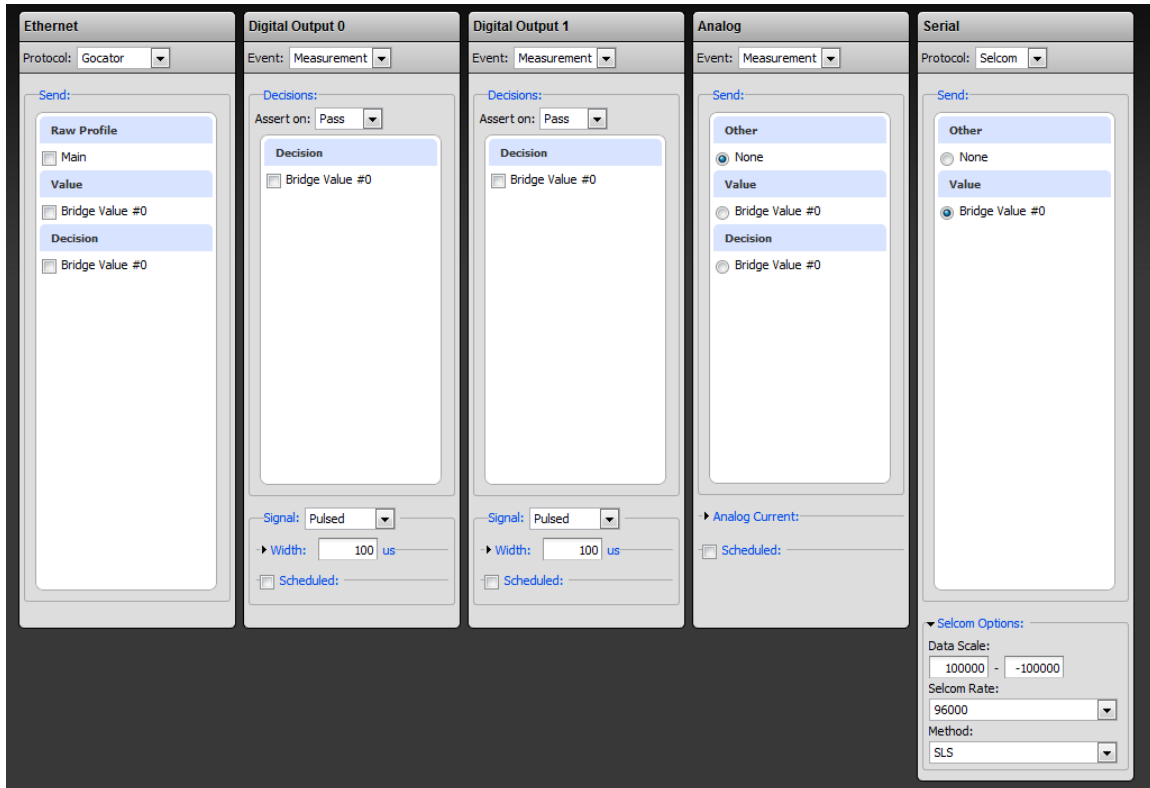 Ethernet
Protocol: Gocator
Send:
Raw Profile
Main
Value
Bridge Value #0
Decision
Bridge Value #0
Digital Output 0
Event: Measurement
Decisions:
Assert on: Pass
Decision
Bridge Value #0
Signal: Pulsed
Width: 100 us
Scheduled:
Digital Output 1
Event: Measurement
Decisions:
Assert on: Pass
Decision
Bridge Value #0
Signal: Pulsed
Width: 100 us
Scheduled:
Analog
Event: Measurement
Send:
Other
None
Value
Bridge Value #0
Decision
Bridge Value #0
Analog Current:
Scheduled:
Serial
Protocol: Selcom
Send:
Other
None
Value
Bridge Value #0
Selcom Options:
Data Scale:
100000 - -100000
Selcom Rate:
96000
Method:
SLS